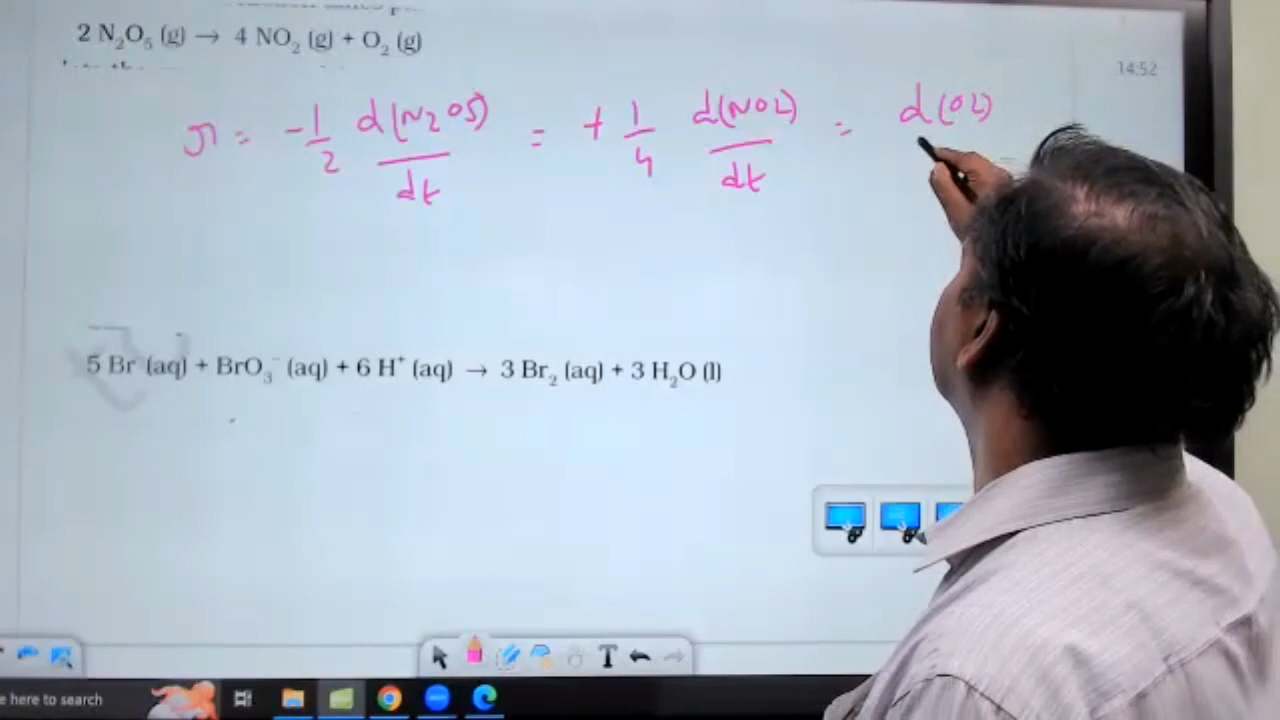 2 N₂O₅ (g) → 4 NO₂ (g) + O₂ (g)
14:52
r = -1/2 d(N2O5)/dt = +1/4 d(NO2)/dt = d(O2)
5 Br (aq) + BrO₃⁻ (aq) + 6 H⁺ (aq) → 3 Br₂ (aq) + 3 H₂O (l)
T
e here to search